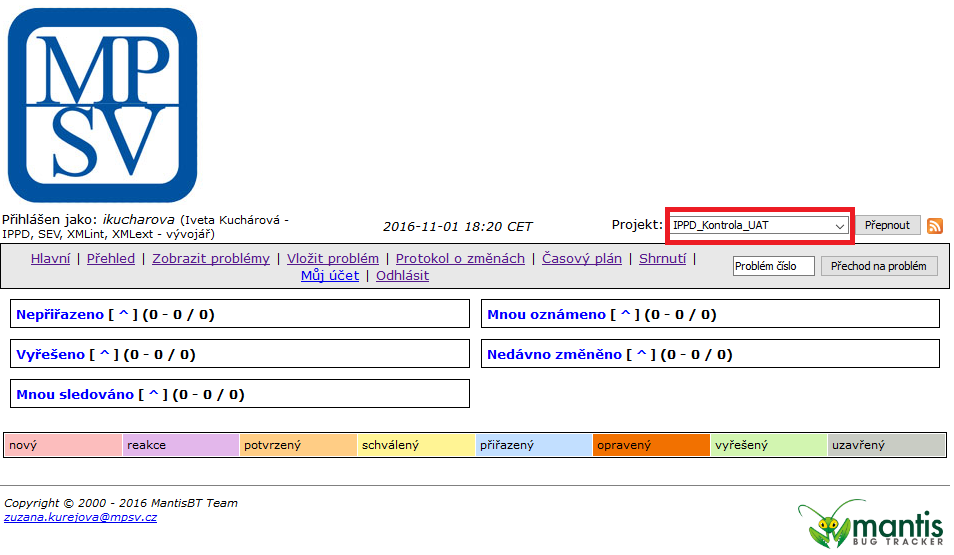 MP
SV
Přihlášen jako: ikucharova (Iveta Kuchárová -
IPPD, SEV, XMLint, XMLext - vývojář)
2016-11-01 18:20 CET
Projekt: IPPD_Kontrola_UAT Přepnout
Hlavní | Přehled | Zobrazit problémy | Vložit problém | Protokol o změnách | Časový plán | Shrnutí |
Můj účet | Odhlásit
Problém číslo Přechod na problém
Nepřiřazeno [ ^ ] (0 - 0 / 0)
Mnou oznámeno [ ^ ] (0 - 0 / 0)
Vyřešeno [ ^ ] (0 - 0 / 0)
Nedávno změněno [ ^ ] (0 - 0 / 0)
Mnou sledováno [ ^ ] (0 - 0 / 0)
nový reakce potvrzený schválený přiřazený opravený vyřešený uzavřený
Copyright © 2000 - 2016 MantisBT Team
zuzana.kurejova@mpsv.cz
mantis
BUG TRACKER